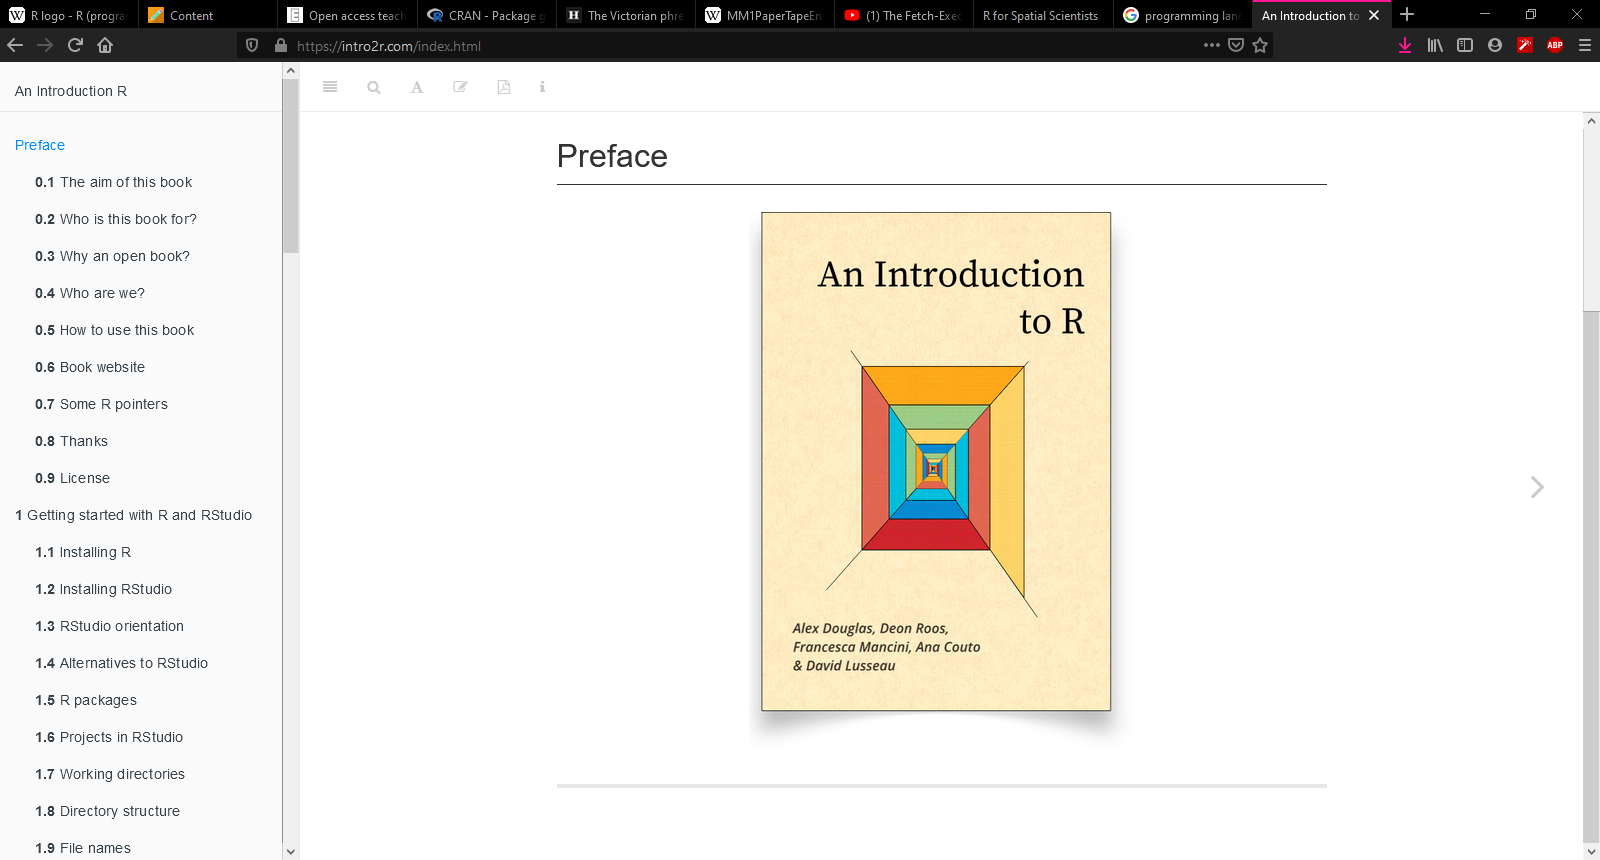 R logo - R (program
Content
Open access teach
CRAN - Package g
The Victorian phre
MM1PaperTapeEn
(1) The Fetch-Exec
R for Spatial Scientists
programming lang
An Introduction to
https://intro2r.com/index.html
ABP
An Introduction R
Preface
0.1 The aim of this book
0.2 Who is this book for?
0.3 Why an open book?
0.4 Who are we?
0.5 How to use this book
0.6 Book website
0.7 Some R pointers
0.8 Thanks
0.9 License
1 Getting started with R and RStudio
1.1 Installing R
1.2 Installing RStudio
1.3 RStudio orientation
1.4 Alternatives to RStudio
1.5 R packages
1.6 Projects in RStudio
1.7 Working directories
1.8 Directory structure
1.9 File names
Preface
An Introduction
to R
Alex Douglas, Deon Roos,
Francesca Mancini, Ana Couto
& David Lusseau